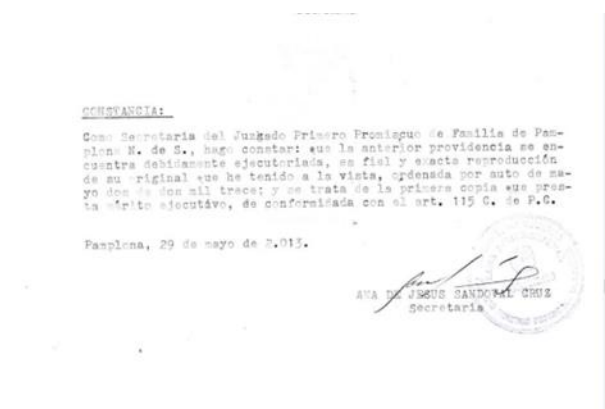 CONSTANCIA:
Como Secretaria del Juzgado Primero Promiscuo de Familia de Pam-
plona N. de S., hago constar: que la anterior providencia se en-
cuentra debidamente ejecutoriada, es fiel y exacta reproducción
de su original que he tenido a la vista, ordenada por auto de ma-
yo dos de dos mil trece; y se trata de la primera copia que pres-
ta mérito ejecutivo, de conformidada con el art. 115 C. de P.C.
Pamplona, 29 de mayo de 2.013.
ANA DE JESUS SANDOVAL CRUZ
Secretaria